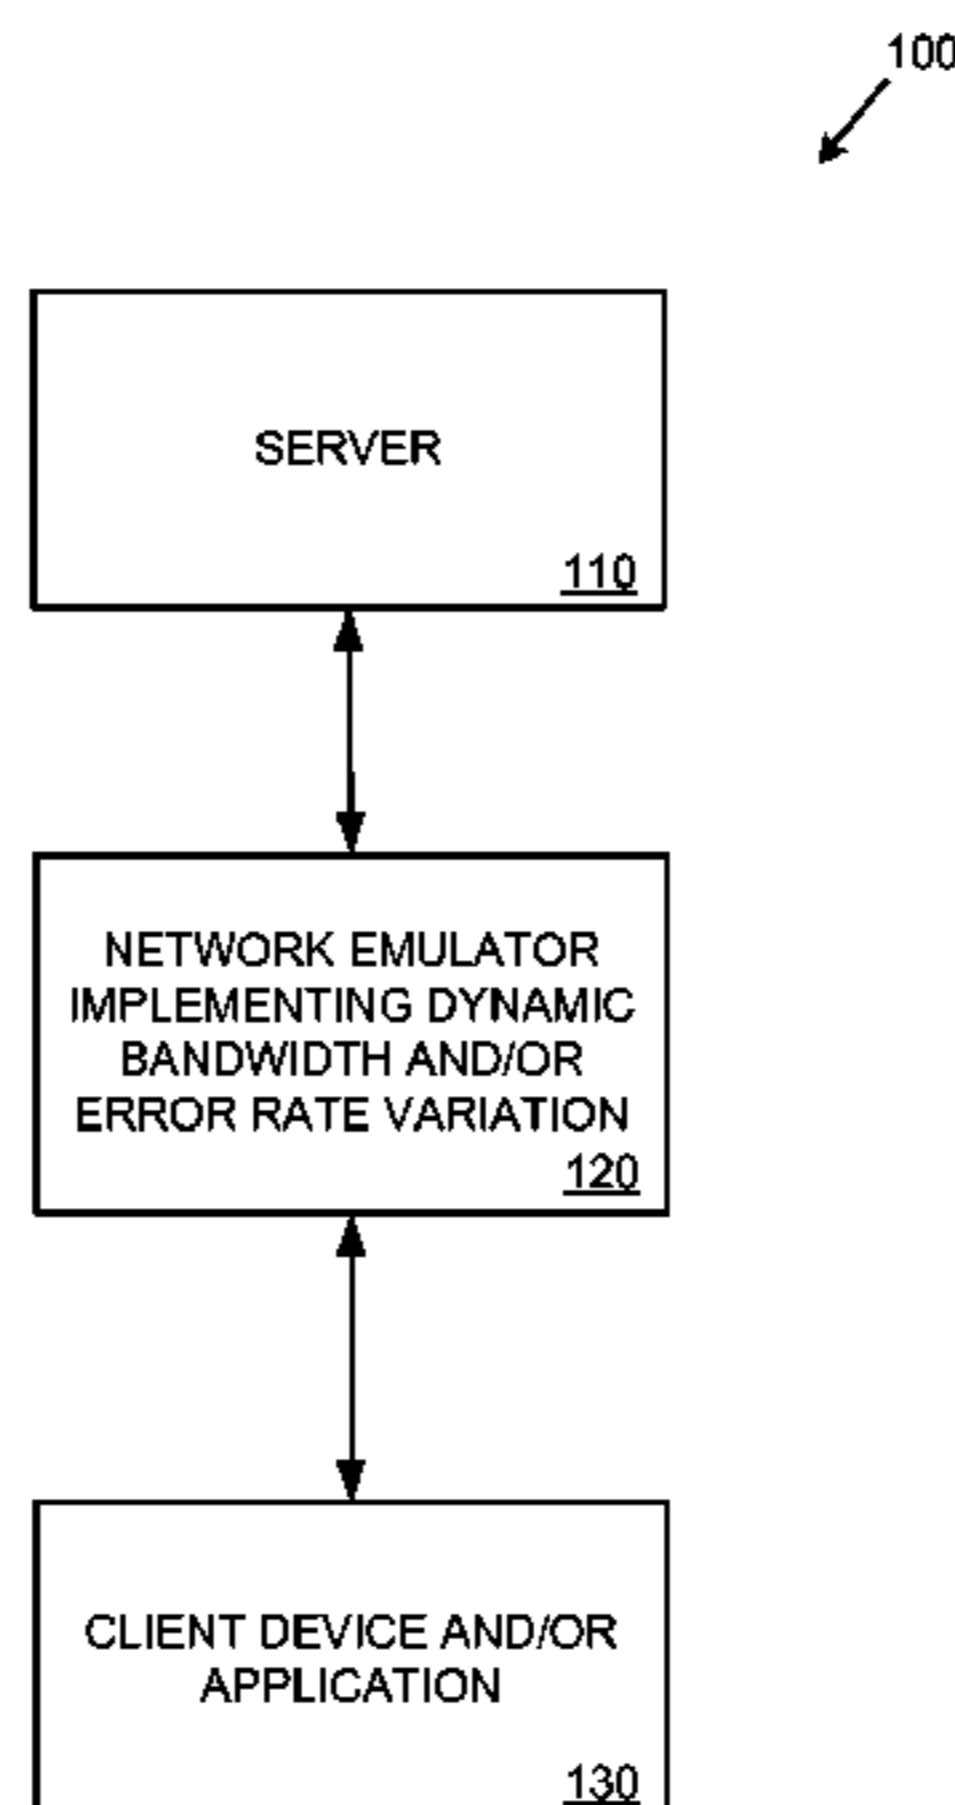 100
SERVER
110
NETWORK EMULATOR
IMPLEMENTING DYNAMIC
BANDWIDTH AND/OR
ERROR RATE VARIATION
120
CLIENT DEVICE AND/OR
APPLICATION
130